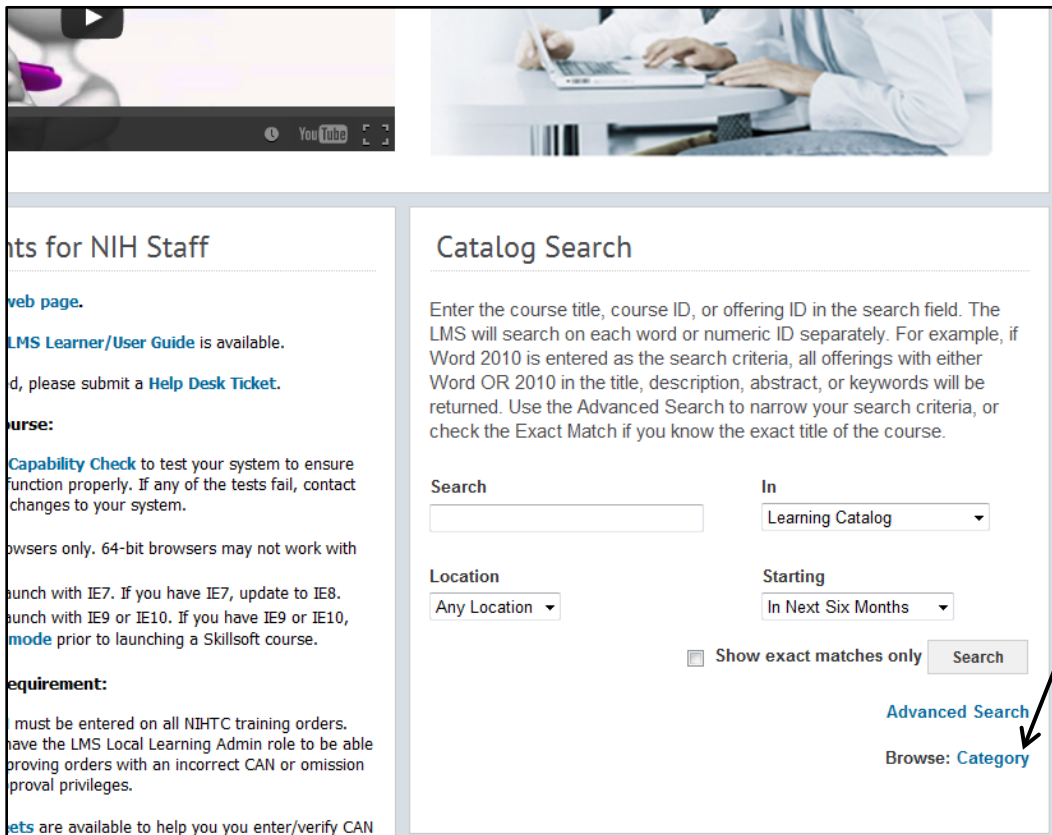 YouTube
nts for NIH Staff
web page.
LMS Learner/User Guide is available.
d, please submit a Help Desk Ticket.
ourse:
Capability Check to test your system to ensure
function properly. If any of the tests fail, contact
changes to your system.
owsers only. 64-bit browsers may not work with
aunch with IE7. If you have IE7, update to IE8.
aunch with IE9 or IE10. If you have IE9 or IE10,
mode prior to launching a Skillsoft course.
equirement:
must be entered on all NIHTC training orders.
have the LMS Local Learning Admin role to be able
proving orders with an incorrect CAN or omission
proval privileges.
ets are available to help you you enter/verify CAN
Catalog Search
Enter the course title, course ID, or offering ID in the search field. The
LMS will search on each word or numeric ID separately. For example, if
Word 2010 is entered as the search criteria, all offerings with either
Word OR 2010 in the title, description, abstract, or keywords will be
returned. Use the Advanced Search to narrow your search criteria, or
check the Exact Match if you know the exact title of the course.
Search In
Learning Catalog
Location Starting
Any Location In Next Six Months
Show exact matches only Search
Advanced Search
Browse: Category